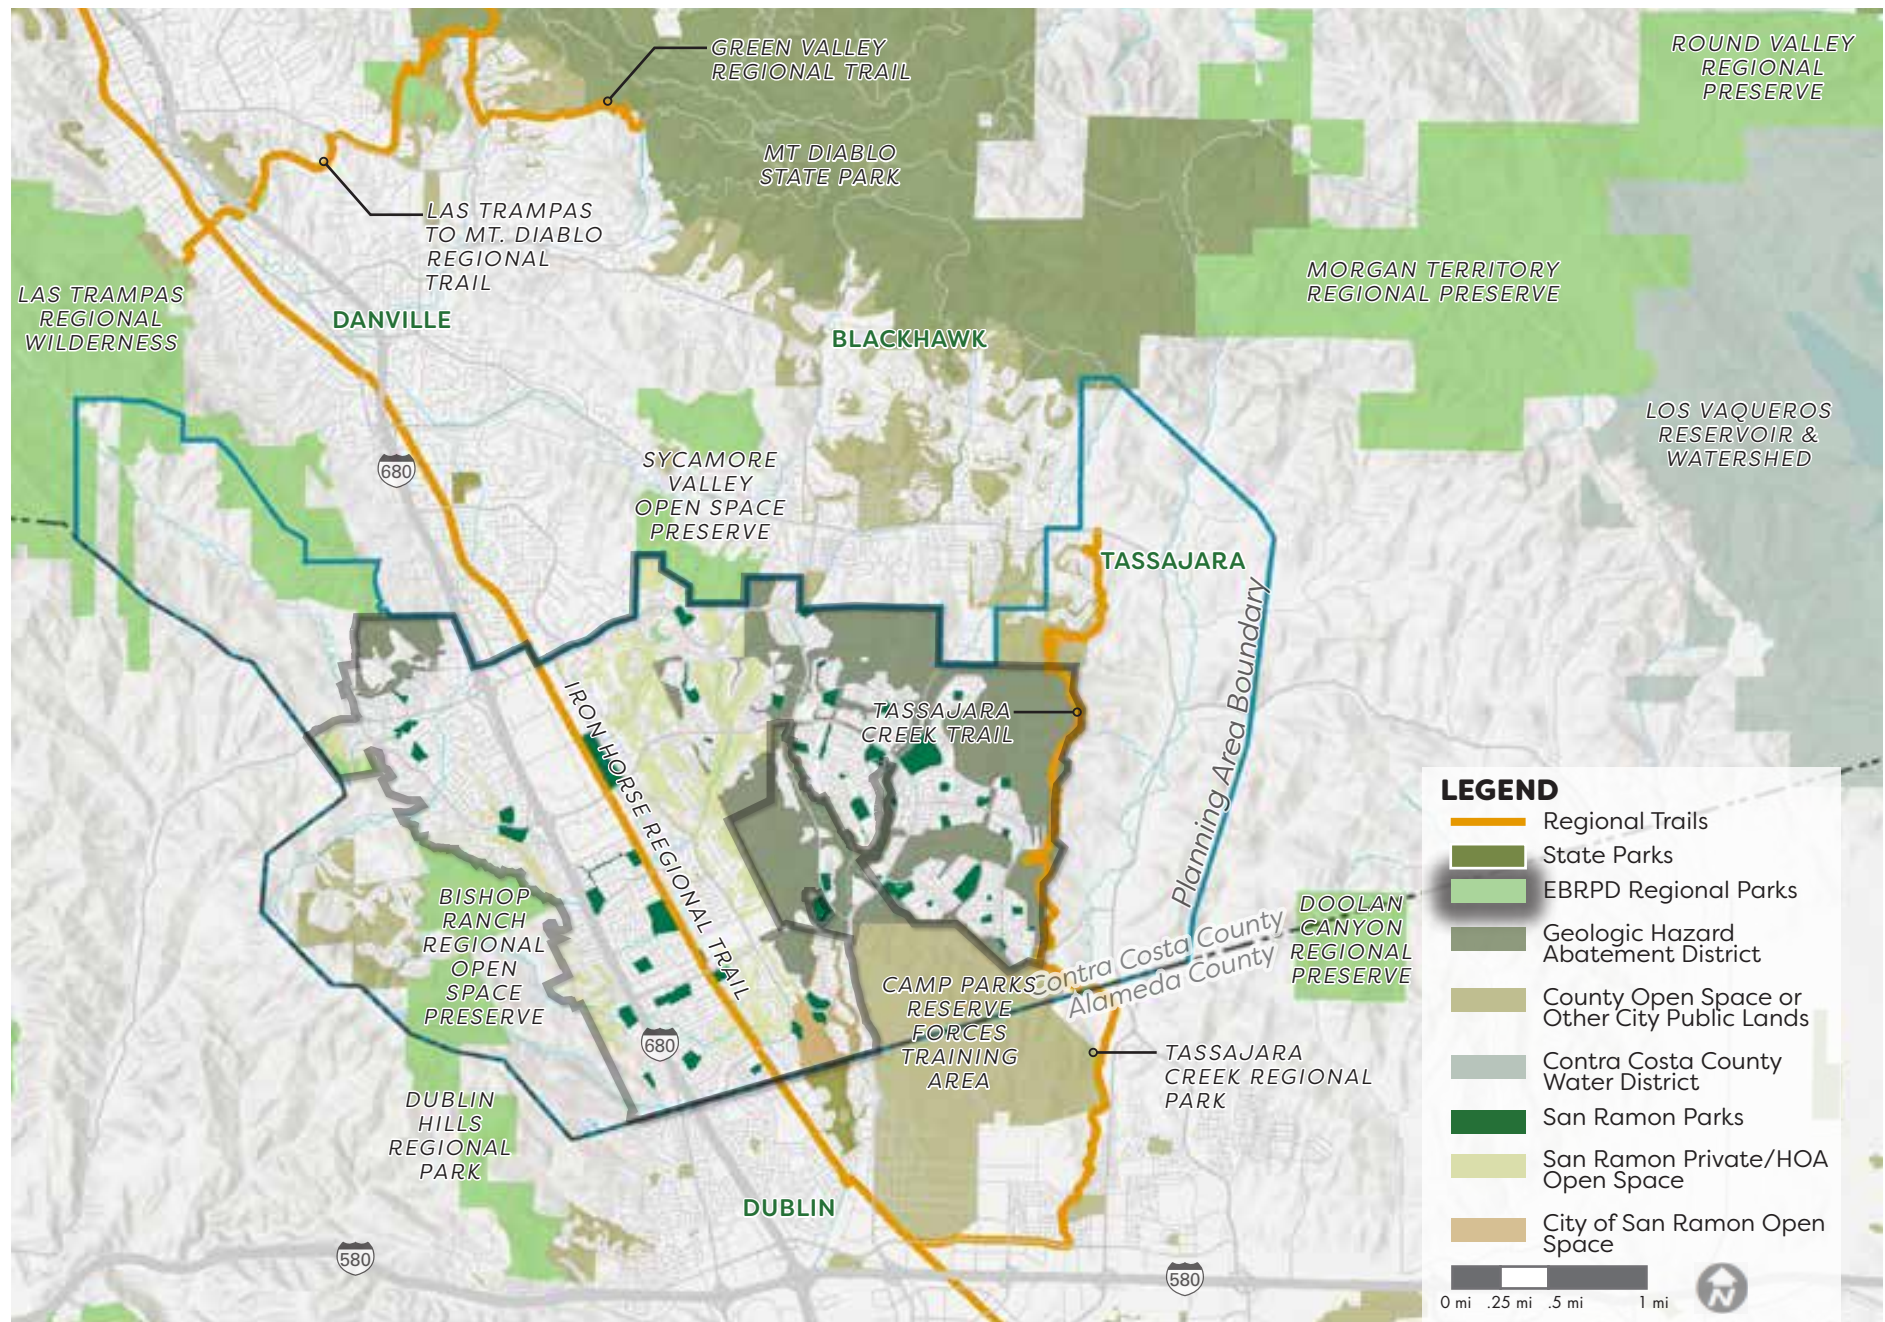 GREEN VALLEY
REGIONAL TRAIL
ROUND VALLEY
REGIONAL
PRESERVE
MT DIABLO
STATE PARK
LAS TRAMPAS
TO MT. DIABLO
REGIONAL
TRAIL
MORGAN TERRITORY
REGIONAL PRESERVE
LAS TRAMPAS
REGIONAL
WILDERNESS
DANVILLE
BLACKHAWK
LOS VAQUEROS
RESERVOIR &
WATERSHED
680
SYCAMORE
VALLEY
OPEN SPACE
PRESERVE
TASSAJARA
Planning Area Boundary
IRON HORSE REGIONAL TRAIL
TASSAJARA
CREEK TRAIL
BISHOP
RANCH
REGIONAL
OPEN
SPACE
PRESERVE
DOOLAN
CANYON
REGIONAL
PRESERVE
Contra Costa County
Alameda County
CAMP PARKS
RESERVE
FORCES
TRAINING
AREA
680
TASSAJARA
CREEK REGIONAL
PARK
DUBLIN
HILLS
REGIONAL
PARK
DUBLIN
580
580
LEGEND
Regional Trails
State Parks
EBRPD Regional Parks
Geologic Hazard
Abatement District
County Open Space or
Other City Public Lands
Contra Costa County
Water District
San Ramon Parks
San Ramon Private/HOA
Open Space
City of San Ramon Open
Space
0 mi .25 mi .5 mi 1 mi
N